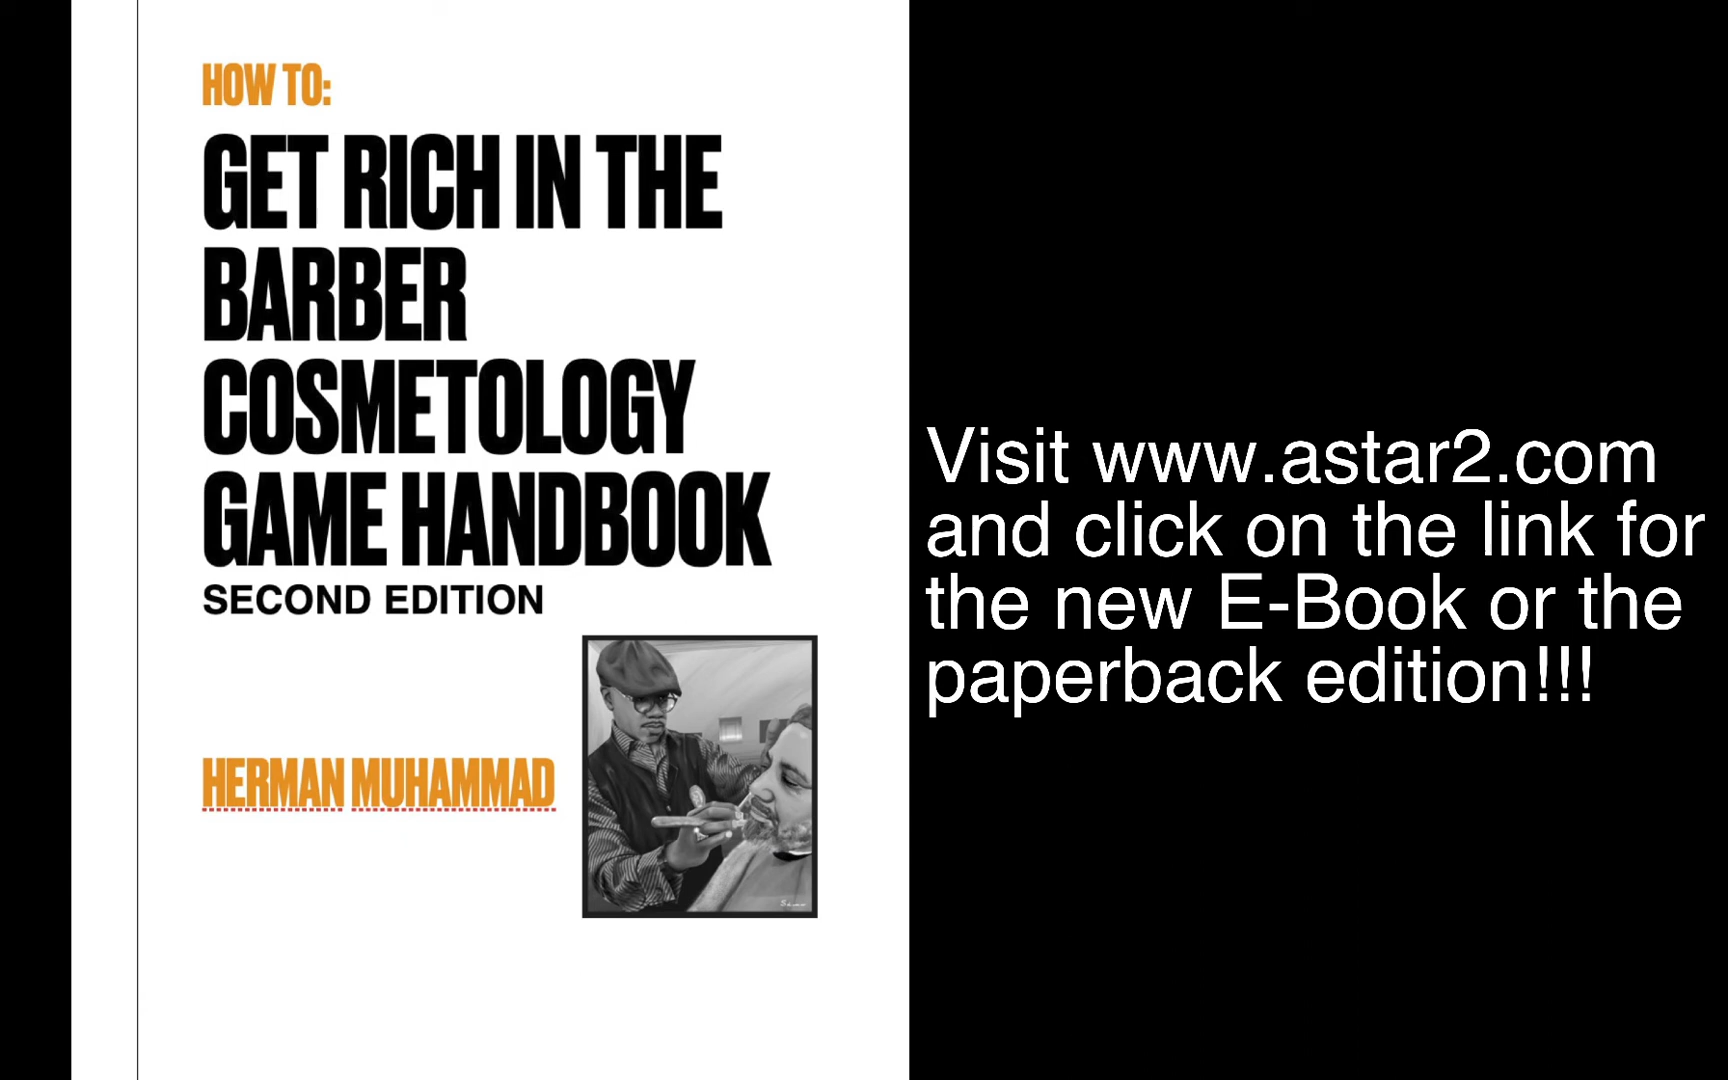 HOW TO:
GET RICH IN THE
BARBER
COSMETOLOGY
GAME HANDBOOK
SECOND EDITION
HERMAN MUHAMMAD
Visit www.astar2.com
and click on the link for
the new E-Book or the
paperback edition!!!